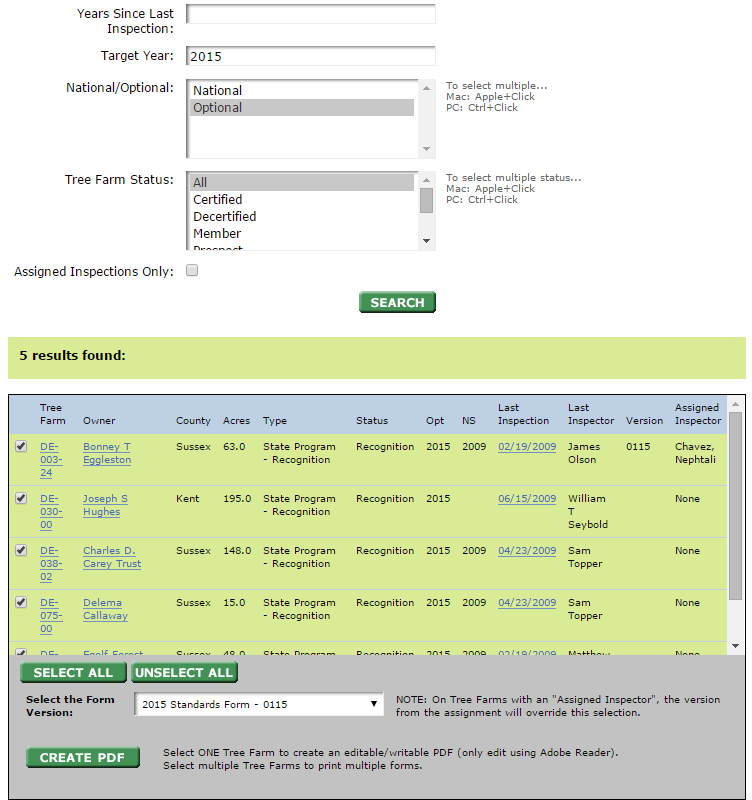 Years Since Last
Inspection:
Target Year: 2015
National/Optional: National
Optional
To select multiple...
Mac: Apple+Click
PC: Ctrl+Click
Tree Farm Status: All
Certified
Decertified
Member
Prospect
To select multiple status...
Mac: Apple+Click
PC: Ctrl+Click
Assigned Inspections Only:
SEARCH
5 results found:
Tree Last Last Assigned
Farm Owner County Acres Type Status Opt NS Inspection Inspector Version Inspector
DE- Bonney T Sussex 63.0 State Program Recognition 2015 2009 02/19/2009 James 0115 Chavez,
003- Eggleston - Recognition Olson Nephtali
24
DE- Joseph S Kent 195.0 State Program Recognition 2015 06/15/2009 William None
030- Hughes - Recognition T
00 Seybold
DE- Charles D. Sussex 148.0 State Program Recognition 2015 2009 04/23/2009 Sam None
038- Carey Trust - Recognition Topper
02
DE- Delema Sussex 15.0 State Program Recognition 2015 2009 04/23/2009 Sam None
075- Callaway - Recognition Topper
00
DE- Forest Sussex 48.0 State Program Recognition 2015 2009 02/19/2009 Matthew None
SELECT ALL UNSELECT ALL
Select the Form
Version:
2015 Standards Form - 0115
NOTE: On Tree Farms with an "Assigned Inspector", the version
from the assignment will override this selection.
CREATE PDF
Select ONE Tree Farm to create an editable/writable PDF (only edit using Adobe Reader).
Select multiple Tree Farms to print multiple forms.